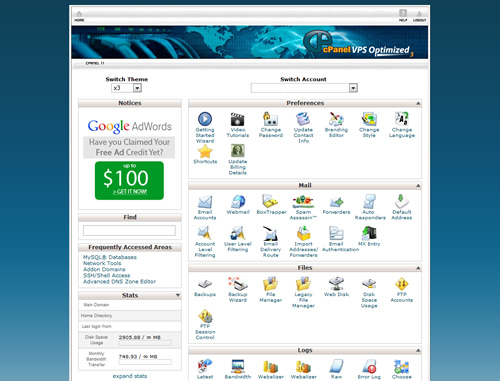 HOME
HELP
LOGOUT
cPanel VPS Optimized 3
CPANEL 11
Switch Theme
x3
Switch Account
Notices
Google AdWords
Have you Claimed Your
Free Ad Credit Yet?
up to
$100
> GET IT NOW!
Find
Frequently Accessed Areas
MySQL® Databases
Network Tools
Addon Domains
SSH/Shell Access
Advanced DNS Zone Editor
Stats
Main Domain
Home Directory
Last login from
Disk Space Usage
2905.88 / ∞ MB
Monthly Bandwidth Transfer
748.93 / ∞ MB
expand stats
Preferences
Getting Started Wizard
Video Tutorials
Change Password
Update Contact Info
Branding Editor
Change Style
Change Language
Shortcuts
Update Billing Details
Mail
Email Accounts
Webmail
BoxTrapper
Spam Assassin™
Forwarders
Auto Responders
Default Address
Account Level Filtering
User Level Filtering
Email Delivery Route
Import Addresses/ Forwarders
Email Authentication
MX Entry
Files
Backups
Backup Wizard
File Manager
Legacy File Manager
Web Disk
Disk Space Usage
FTP Accounts
FTP Session Control
Logs
Latest
Bandwidth
Webalizer
Webalizer
Raw
Error Log
Choose